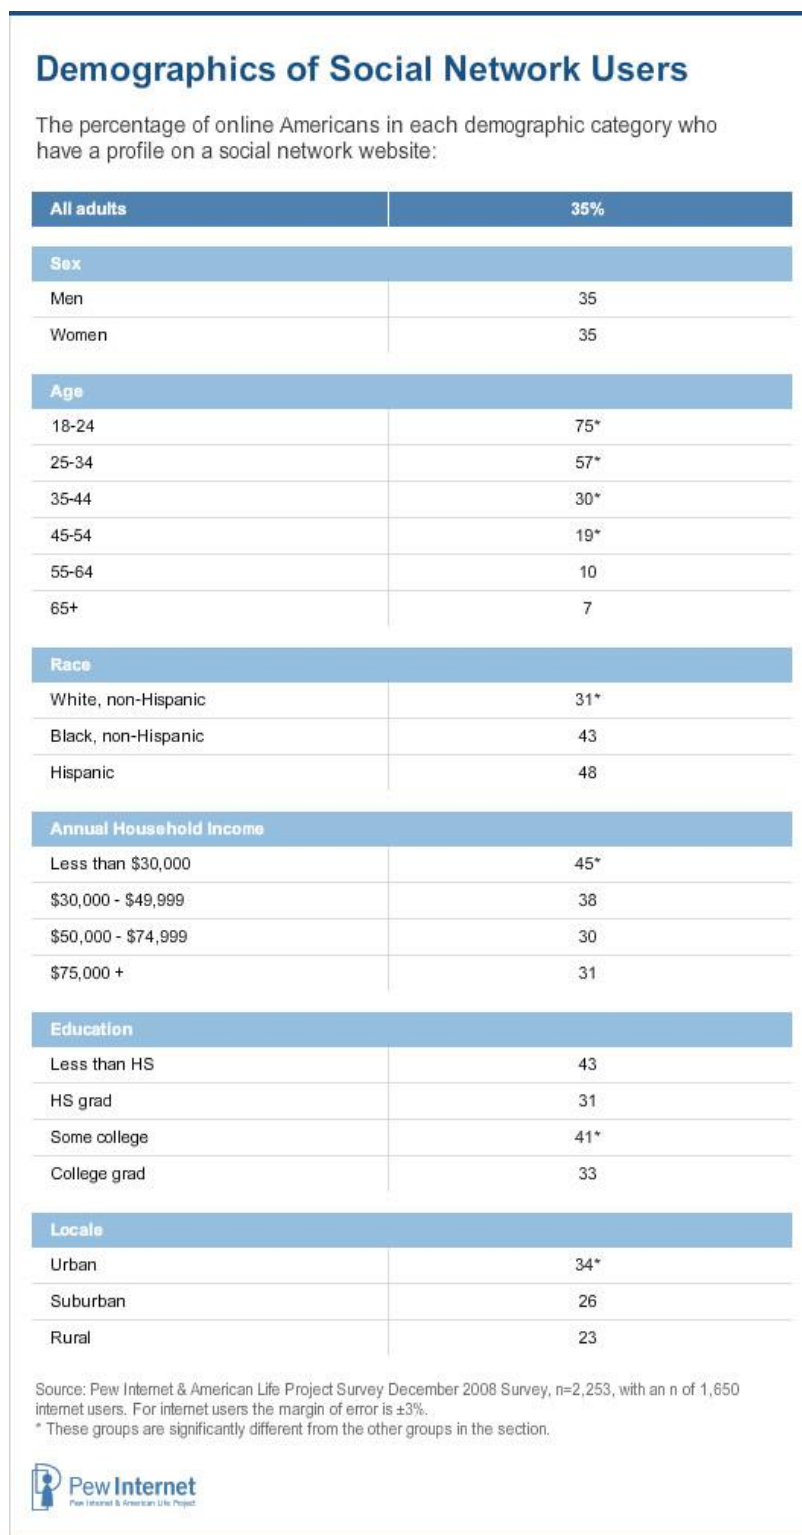 Demographics of Social Network Users
The percentage of online Americans in each demographic category who
have a profile on a social network website:
All adults 35%
Sex
Men 35
Women 35
Age
18-24 75*
25-34 57*
35-44 30*
45-54 19*
55-64 10
65+ 7
Race
White, non-Hispanic 31*
Black, non-Hispanic 43
Hispanic 48
Annual Household Income
Less than $30,000 45*
$30,000 - $49,999 38
$50,000 - $74,999 30
$75,000 + 31
Education
Less than HS 43
HS grad 31
Some college 41*
College grad 33
Locale
Urban 34*
Suburban 26
Rural 23
Source: Pew Internet & American Life Project Survey December 2008 Survey, n=2,253, with an n of 1,650
internet users. For internet users the margin of error is ±3%.
* These groups are significantly different from the other groups in the section.
Pew Internet
Pew Internet & American Life Project